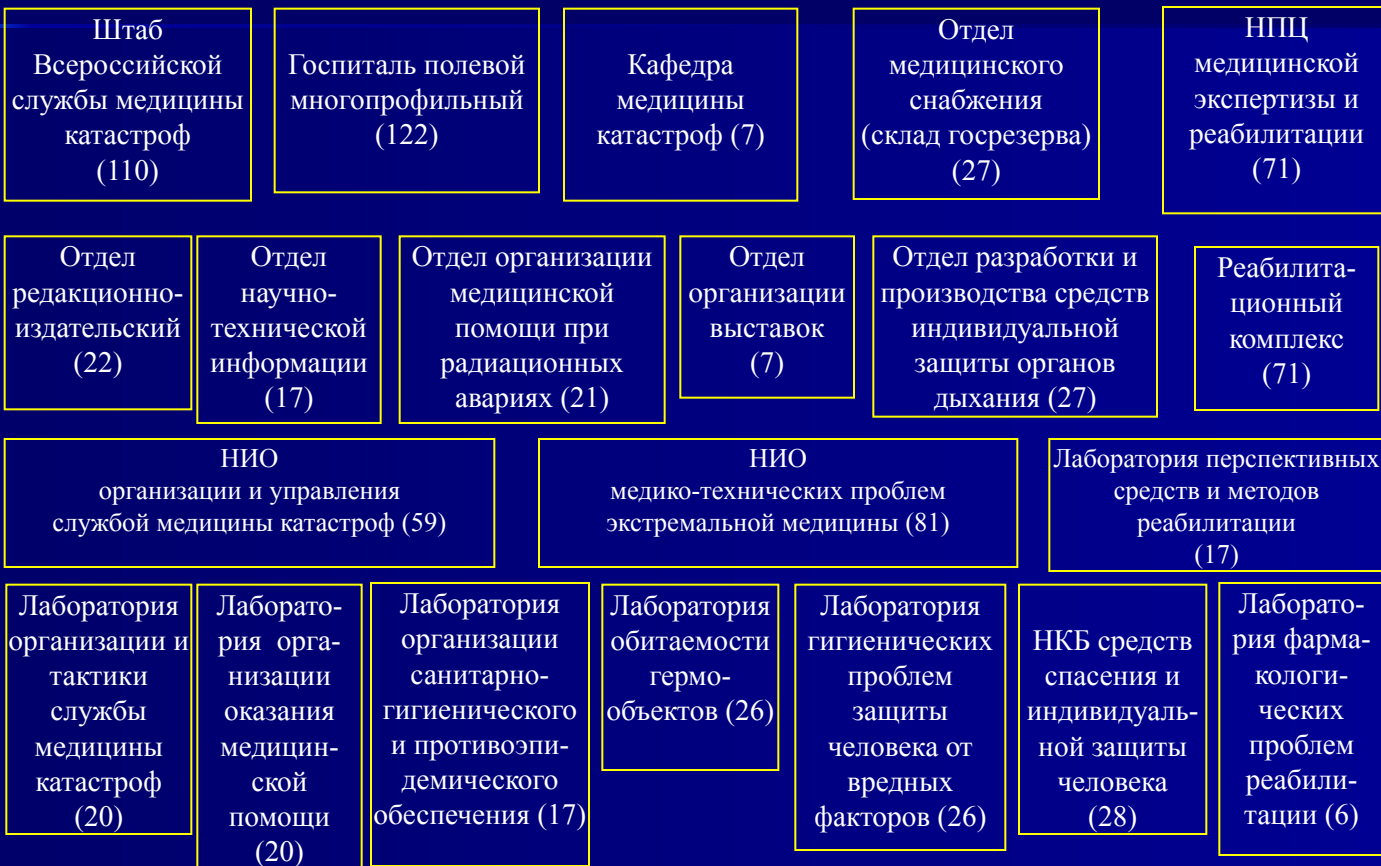 Штаб
Всероссийской
службы медицины
катастроф
(110)
Госпиталь полевой
многопрофильный
(122)
Кафедра
медицины
катастроф (7)
Отдел
медицинского
снабжения
(склад госрезерва)
(27)
НПЦ
медицинской
экспертизы и
реабилитации
(71)
Отдел
редакционно-
издательский
(22)
Отдел
научно-
технической
информации
(17)
Отдел организации
медицинской
помощи при
радиационных
авариях (21)
Отдел
организации
выставок
(7)
Отдел разработки и
производства средств
индивидуальной
защиты органов
дыхания (27)
Реабилита-
ционный
комплекс
(71)
НИО
организации и управления
службой медицины катастроф (59)
НИО
медико-технических проблем
экстремальной медицины (81)
Лаборатория перспективных
средств и методов
реабилитации
(17)
Лаборатория
организации и
тактики
службы
медицины
катастроф
(20)
Лаборато-
рия орга-
низации
оказания
медицин-
ской
помощи
(20)
Лаборатория
организации
санитарно-
гигиенического
и противоэпи-
демического
обеспечения (17)
Лаборатория
обитаемости
гермо-
объектов (26)
Лаборатория
гигиенических
проблем
защиты
человека от
вредных
факторов (26)
НКБ средств
спасения и
индивидуаль-
ной защиты
человека
(28)
Лаборато-
рия фарма-
кологи-
ческих
проблем
реабили-
тации (6)